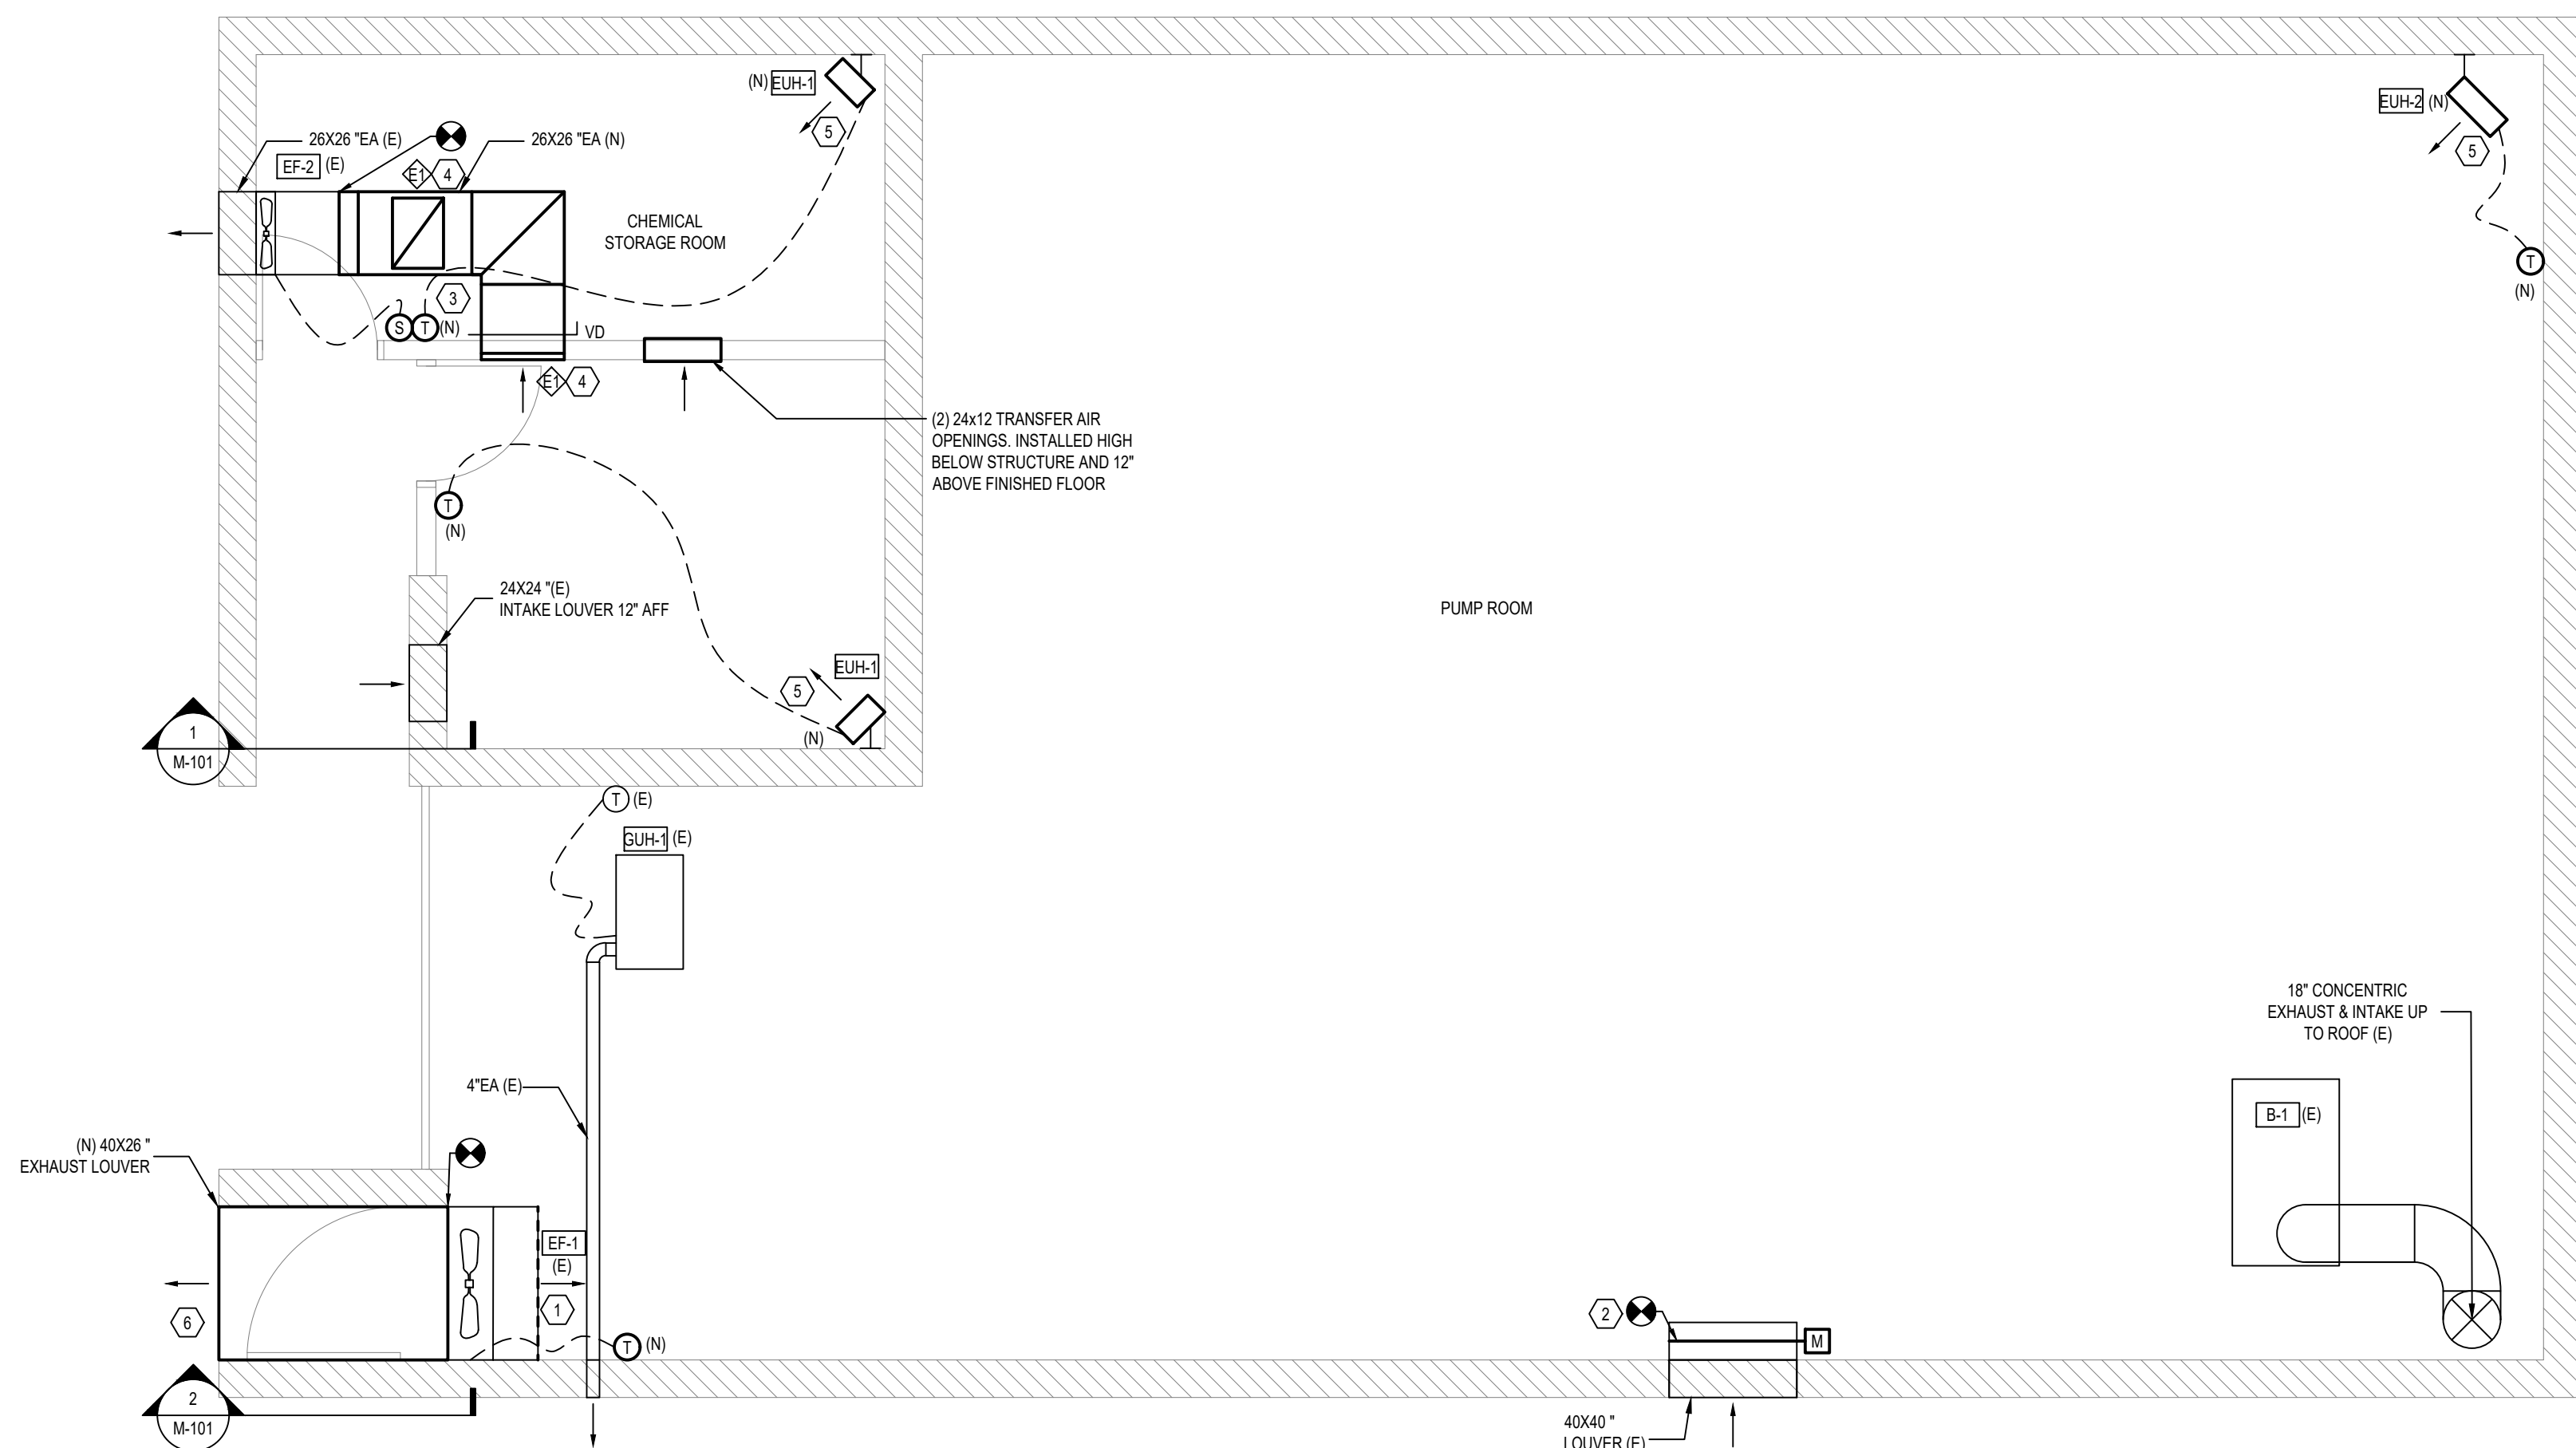 (N) EUH-1
5
EUH-2 (N)
5
T
(N)
26X26 "EA (E)
EF-2 (E)
E1 4
26X26 "EA (N)
CHEMICAL
STORAGE ROOM
3
S T (N)
VD
E1 4
(2) 24x12 TRANSFER AIR
OPENINGS. INSTALLED HIGH
BELOW STRUCTURE AND 12"
ABOVE FINISHED FLOOR
T
(N)
24X24 "(E)
INTAKE LOUVER 12" AFF
PUMP ROOM
EUH-1
5
(N)
1
M-101
T (E)
GUH-1 (E)
4"EA (E)
18" CONCENTRIC
EXHAUST & INTAKE UP
TO ROOF (E)
B-1 (E)
(N) 40X26 "
EXHAUST LOUVER
EF-1
(E)
1
6
T (N)
2
M
2
M-101
40X40 "
LOUVER (E)